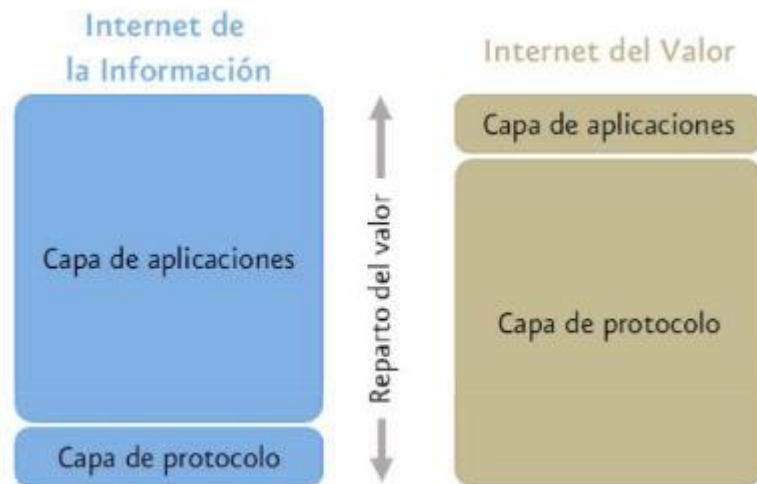 Internet de
la Información
Internet del Valor
Capa de aplicaciones
Capa de protocolo
Reparto del valor
Capa de aplicaciones
Capa de protocolo